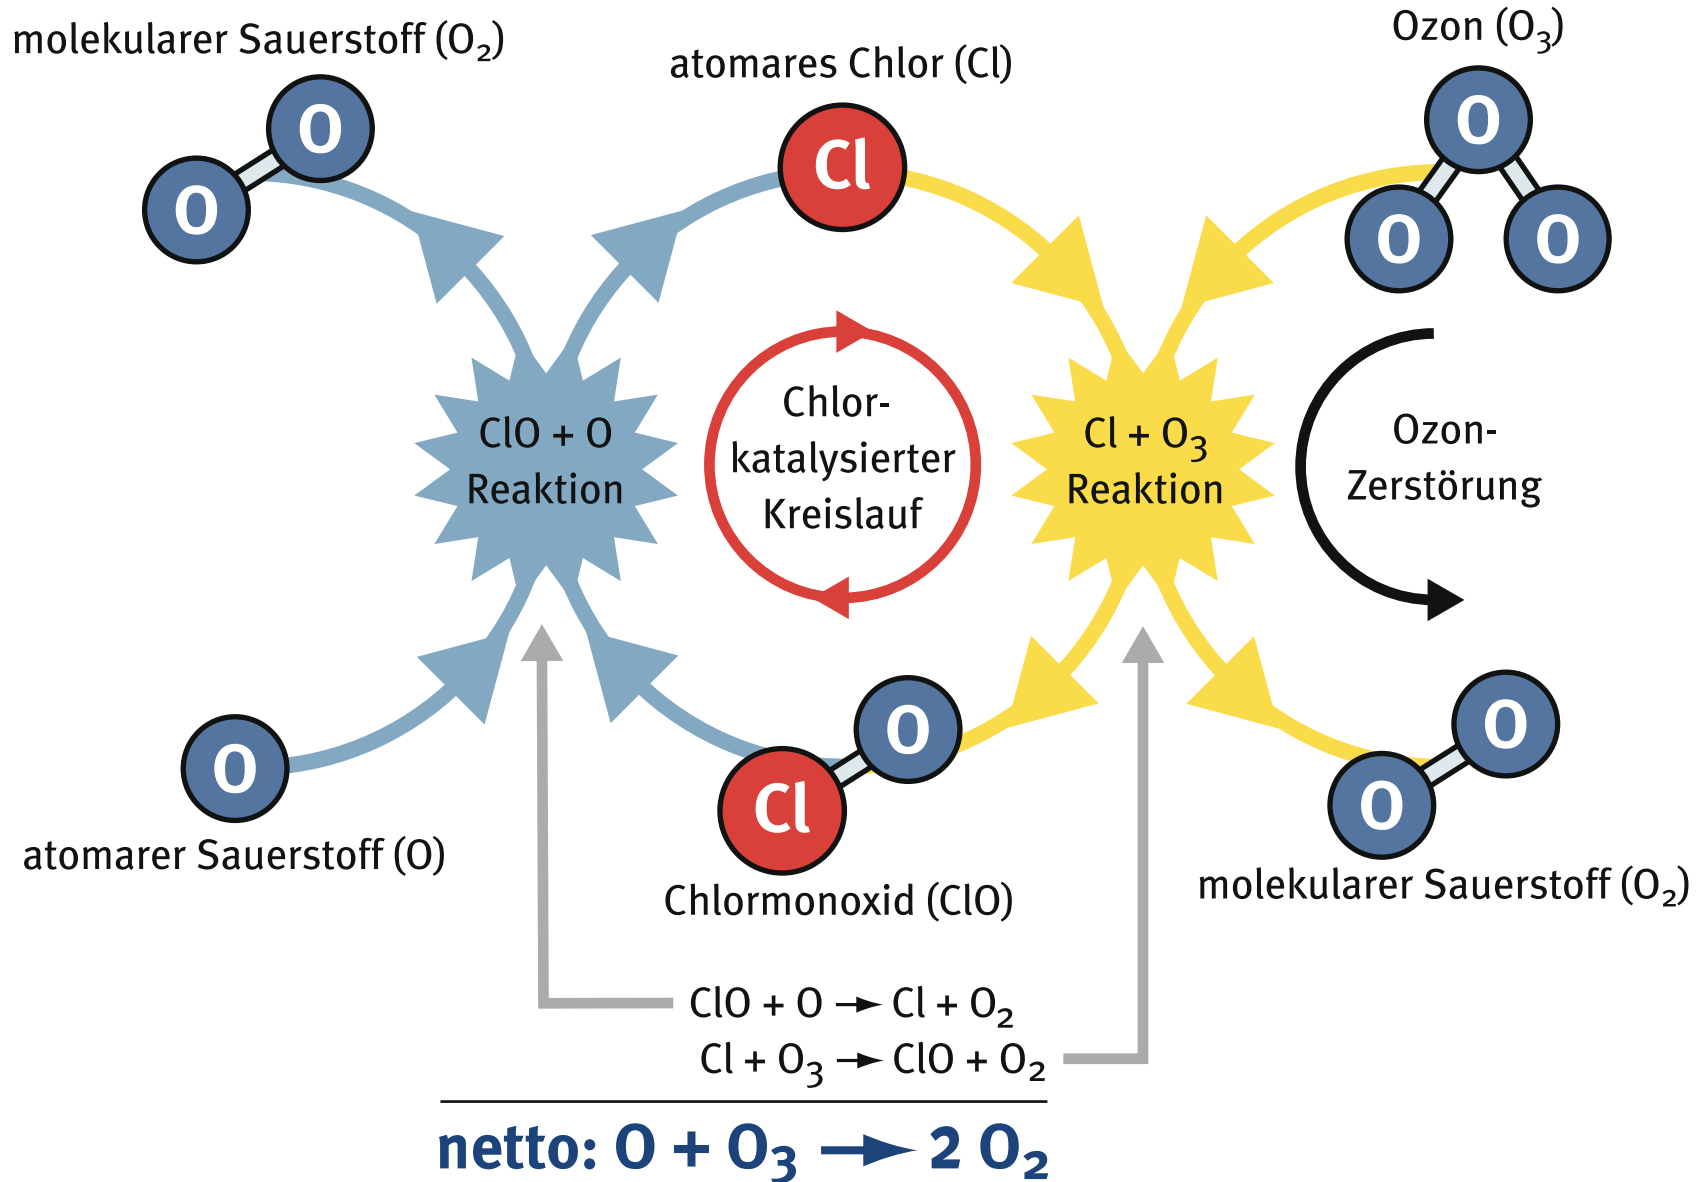 molekularer Sauerstoff (O₂)
atomares Chlor (Cl)
Ozon (O₃)
O
O
Cl
O
O
O
ClO + O
Reaktion
Chlor-
katalysierter
Kreislauf
Cl + O₃
Reaktion
Ozon-
Zerstörung
O
atomarer Sauerstoff (O)
O
Cl
Chlormonoxid (ClO)
O
O
molekularer Sauerstoff (O₂)
ClO + O → Cl + O₂
Cl + O₃ → ClO + O₂
netto: O + O₃ → 2 O₂